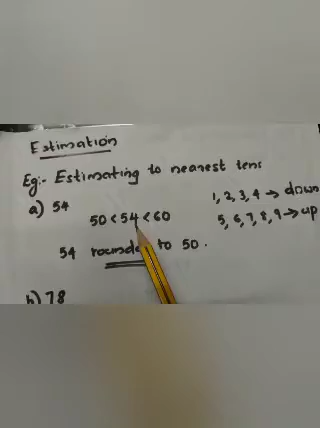 Estimation
Eg:- Estimating to nearest tens
a) 54
1, 2, 3, 4 → down
50 < 54 < 60
5, 6, 7, 8, 9 → up
54 rounded to 50.
b) 78